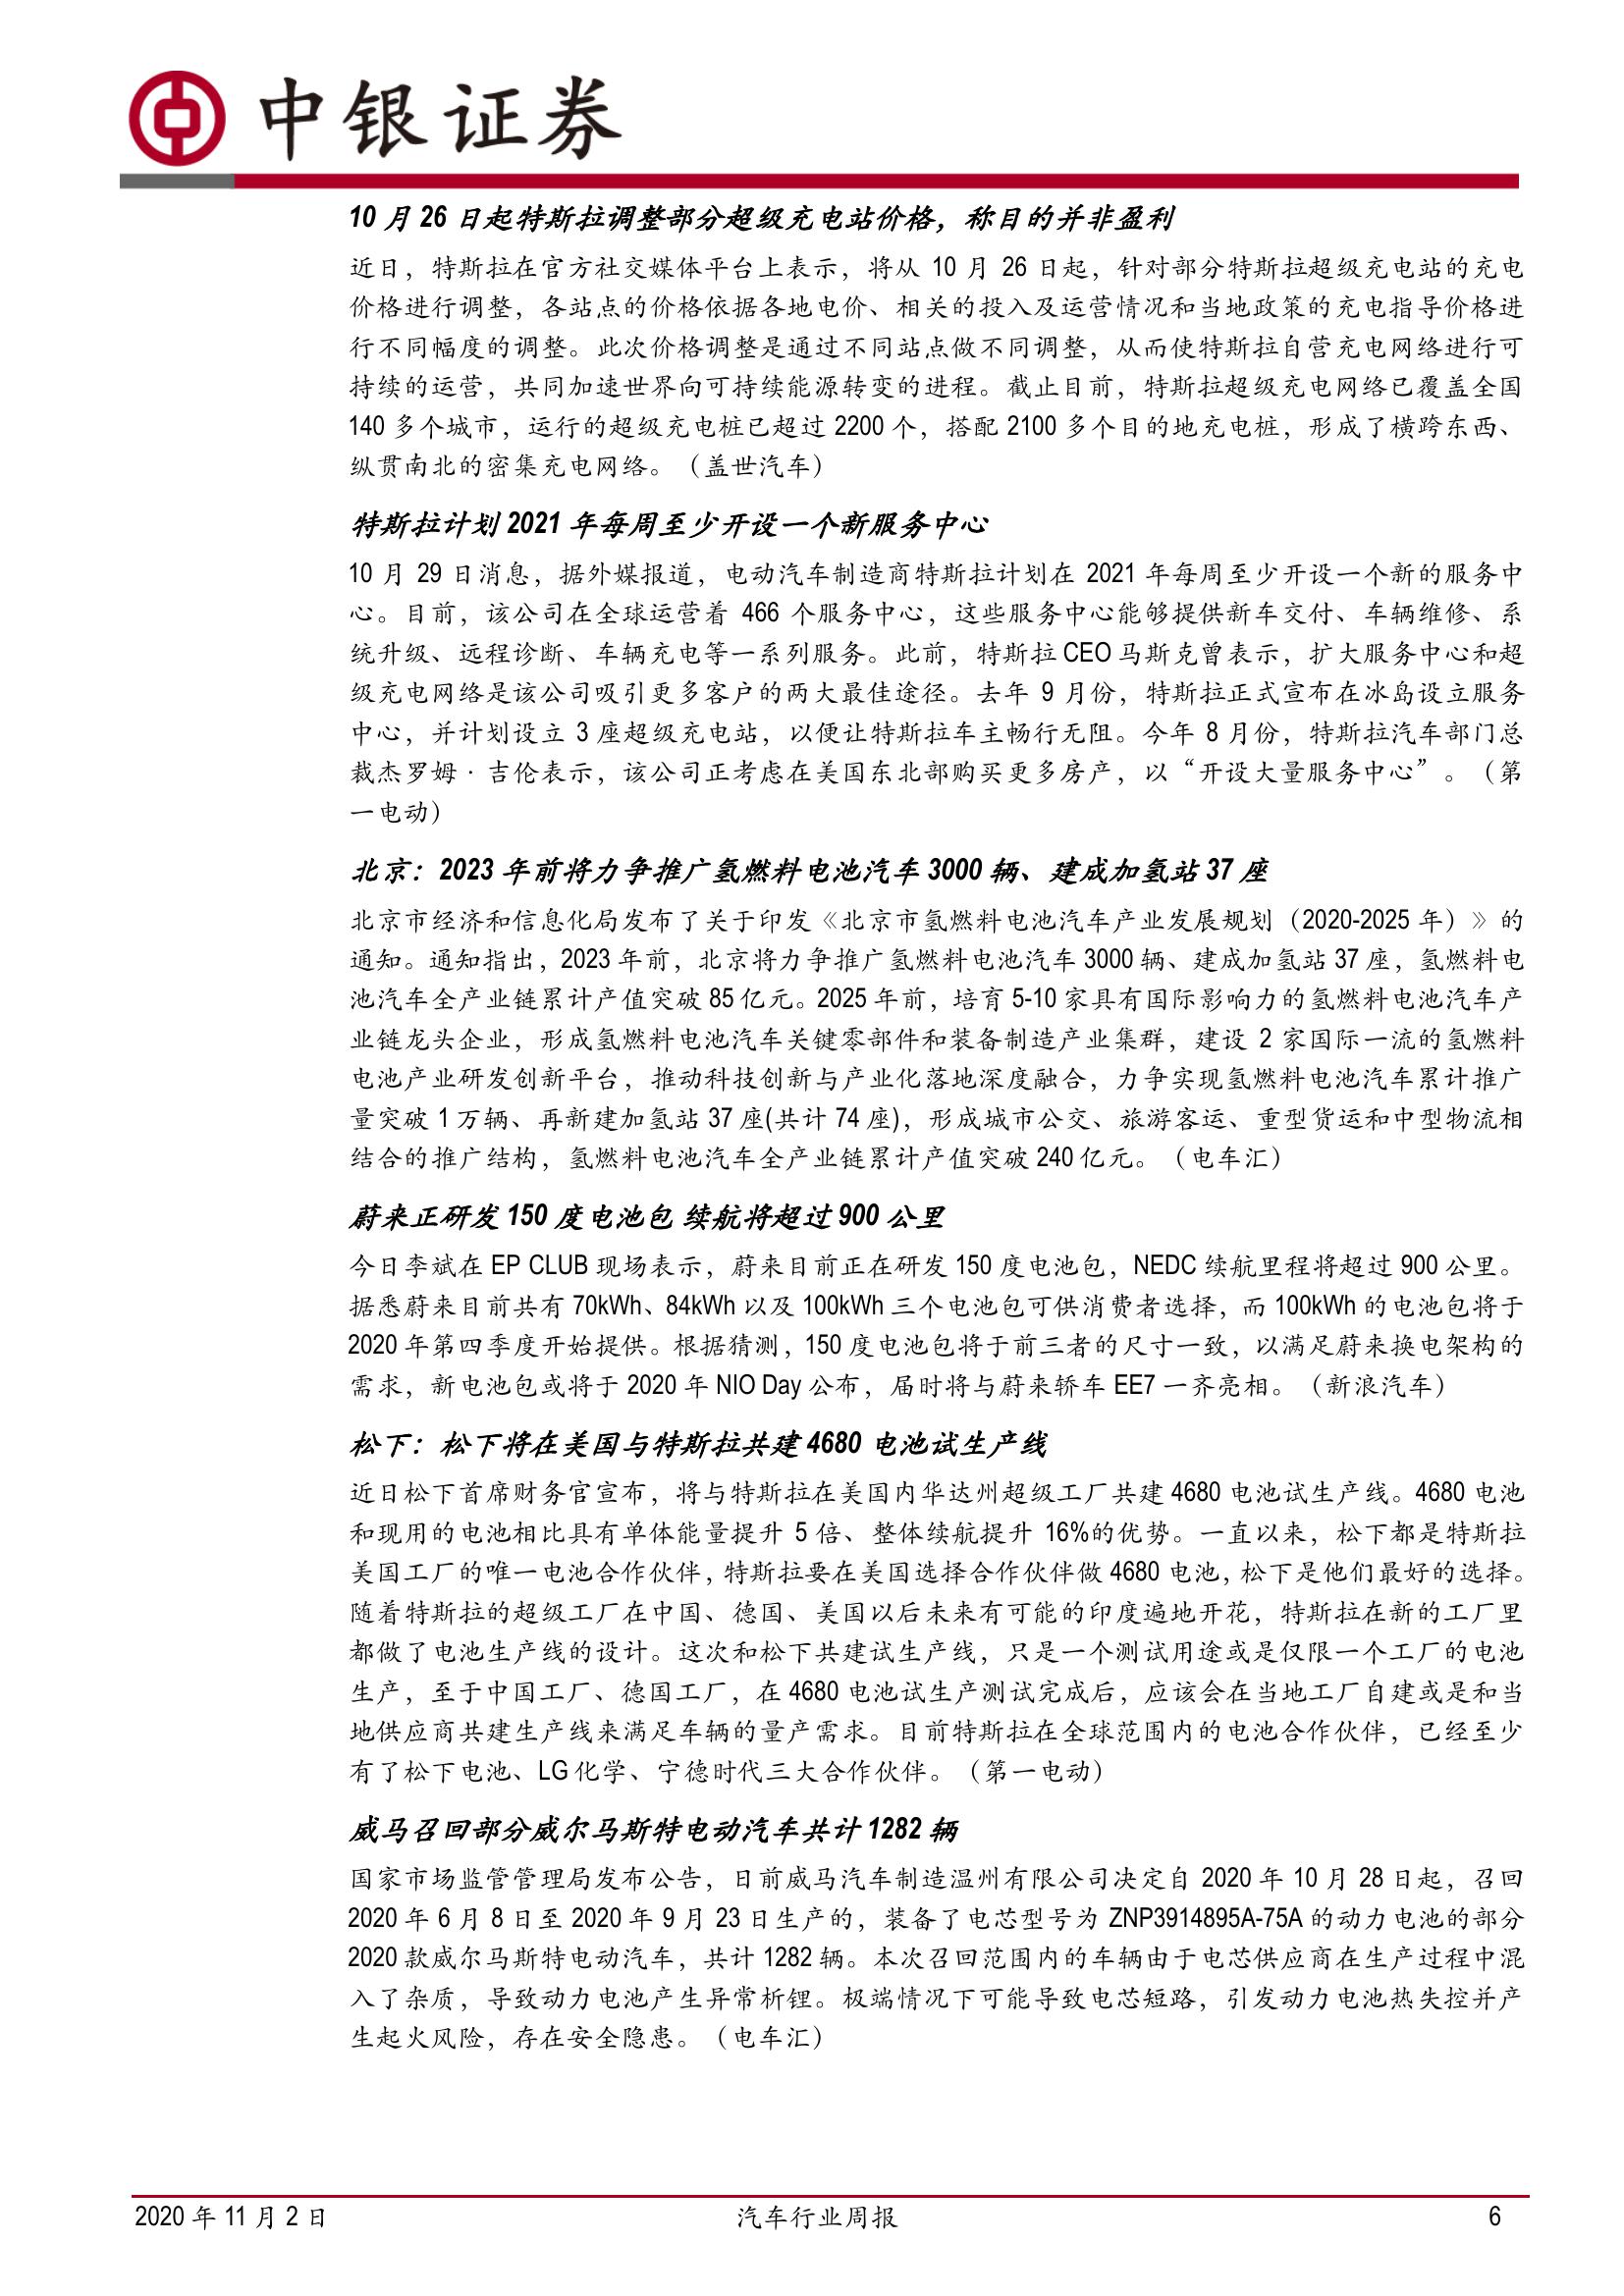 中银证券
10 月 26 日起特斯拉调整部分超级充电站价格，称目的并非盈利
近日，特斯拉在官方社交媒体平台上表示，将从 10 月 26 日起，针对部分特斯拉超级充电站的充电
价格进行调整，各站点的价格依据各地电价、相关的投入及运营情况和当地政策的充电指导价格进
行不同幅度的调整。此次价格调整是通过不同站点做不同调整，从而使特斯拉自营充电网络进行可
持续的运营，共同加速世界向可持续能源转变的进程。截止目前，特斯拉超级充电网络已覆盖全国
140 多个城市，运行的超级充电桩已超过 2200 个，搭配 2100 多个目的地充电桩，形成了横跨东西、
纵贯南北的密集充电网络。（盖世汽车）
特斯拉计划 2021 年每周至少开设一个新服务中心
10 月 29 日消息，据外媒报道，电动汽车制造商特斯拉计划在 2021 年每周至少开设一个新的服务中
心。目前，该公司在全球运营着 466 个服务中心，这些服务中心能够提供新车交付、车辆维修、系
统升级、远程诊断、车辆充电等一系列服务。此前，特斯拉 CEO 马斯克曾表示，扩大服务中心和超
级充电网络是该公司吸引更多客户的两大最佳途径。去年 9 月份，特斯拉正式宣布在冰岛设立服务
中心，并计划设立 3 座超级充电站，以便让特斯拉车主畅行无阻。今年 8 月份，特斯拉汽车部门总
裁杰罗姆·吉伦表示，该公司正考虑在美国东北部购买更多房产，以“开设大量服务中心”。（第
一电动）
北京：2023 年前将力争推广氢燃料电池汽车 3000 辆、建成加氢站 37 座
北京市经济和信息化局发布了关于印发《北京市氢燃料电池汽车产业发展规划（2020-2025 年）》的
通知。通知指出，2023 年前，北京将力争推广氢燃料电池汽车 3000 辆、建成加氢站 37 座，氢燃料电
池汽车全产业链累计产值突破 85 亿元。2025 年前，培育 5-10 家具有国际影响力的氢燃料电池汽车产
业链龙头企业，形成氢燃料电池汽车关键零部件和装备制造产业集群，建设 2 家国际一流的氢燃料
电池产业研发创新平台，推动科技创新与产业化落地深度融合，力争实现氢燃料电池汽车累计推广
量突破 1 万辆、再新建加氢站 37 座(共计 74 座)，形成城市公交、旅游客运、重型货运和中型物流相
结合的推广结构，氢燃料电池汽车全产业链累计产值突破 240 亿元。（电车汇）
蔚来正研发 150 度电池包 续航将超过 900 公里
今日李斌在 EP CLUB 现场表示，蔚来目前正在研发 150 度电池包，NEDC 续航里程将超过 900 公里。
据悉蔚来目前共有 70kWh、84kWh 以及 100kWh 三个电池包可供消费者选择，而 100kWh 的电池包将于
2020 年第四季度开始提供。根据猜测，150 度电池包将于前三者的尺寸一致，以满足蔚来换电架构的
需求，新电池包或将于 2020 年 NIO Day 公布，届时将与蔚来轿车 EE7 一齐亮相。（新浪汽车）
松下：松下将在美国与特斯拉共建 4680 电池试生产线
近日松下首席财务官宣布，将与特斯拉在美国内华达州超级工厂共建 4680 电池试生产线。4680 电池
和现用的电池相比具有单体能量提升 5 倍、整体续航提升 16%的优势。一直以来，松下都是特斯拉
美国工厂的唯一电池合作伙伴，特斯拉要在美国选择合作伙伴做 4680 电池，松下是他们最好的选择。
随着特斯拉的超级工厂在中国、德国、美国以后未来有可能的印度遍地开花，特斯拉在新的工厂里
都做了电池生产线的设计。这次和松下共建试生产线，只是一个测试用途或是仅限一个工厂的电池
生产，至于中国工厂、德国工厂，在 4680 电池试生产测试完成后，应该会在当地工厂自建或是和当
地供应商共建生产线来满足车辆的量产需求。目前特斯拉在全球范围内的电池合作伙伴，已经至少
有了松下电池、LG 化学、宁德时代三大合作伙伴。（第一电动）
威马召回部分威尔马斯特电动汽车共计 1282 辆
国家市场监管管理局发布公告，日前威马汽车制造温州有限公司决定自 2020 年 10 月 28 日起，召回
2020 年 6 月 8 日至 2020 年 9 月 23 日生产的，装备了电芯型号为 ZNP3914895A-75A 的动力电池的部分
2020 款威尔马斯特电动汽车，共计 1282 辆。本次召回范围内的车辆由于电芯供应商在生产过程中混
入了杂质，导致动力电池产生异常析锂。极端情况下可能导致电芯短路，引发动力电池热失控并产
生起火风险，存在安全隐患。（电车汇）
2020 年 11 月 2 日 汽车行业周报 6